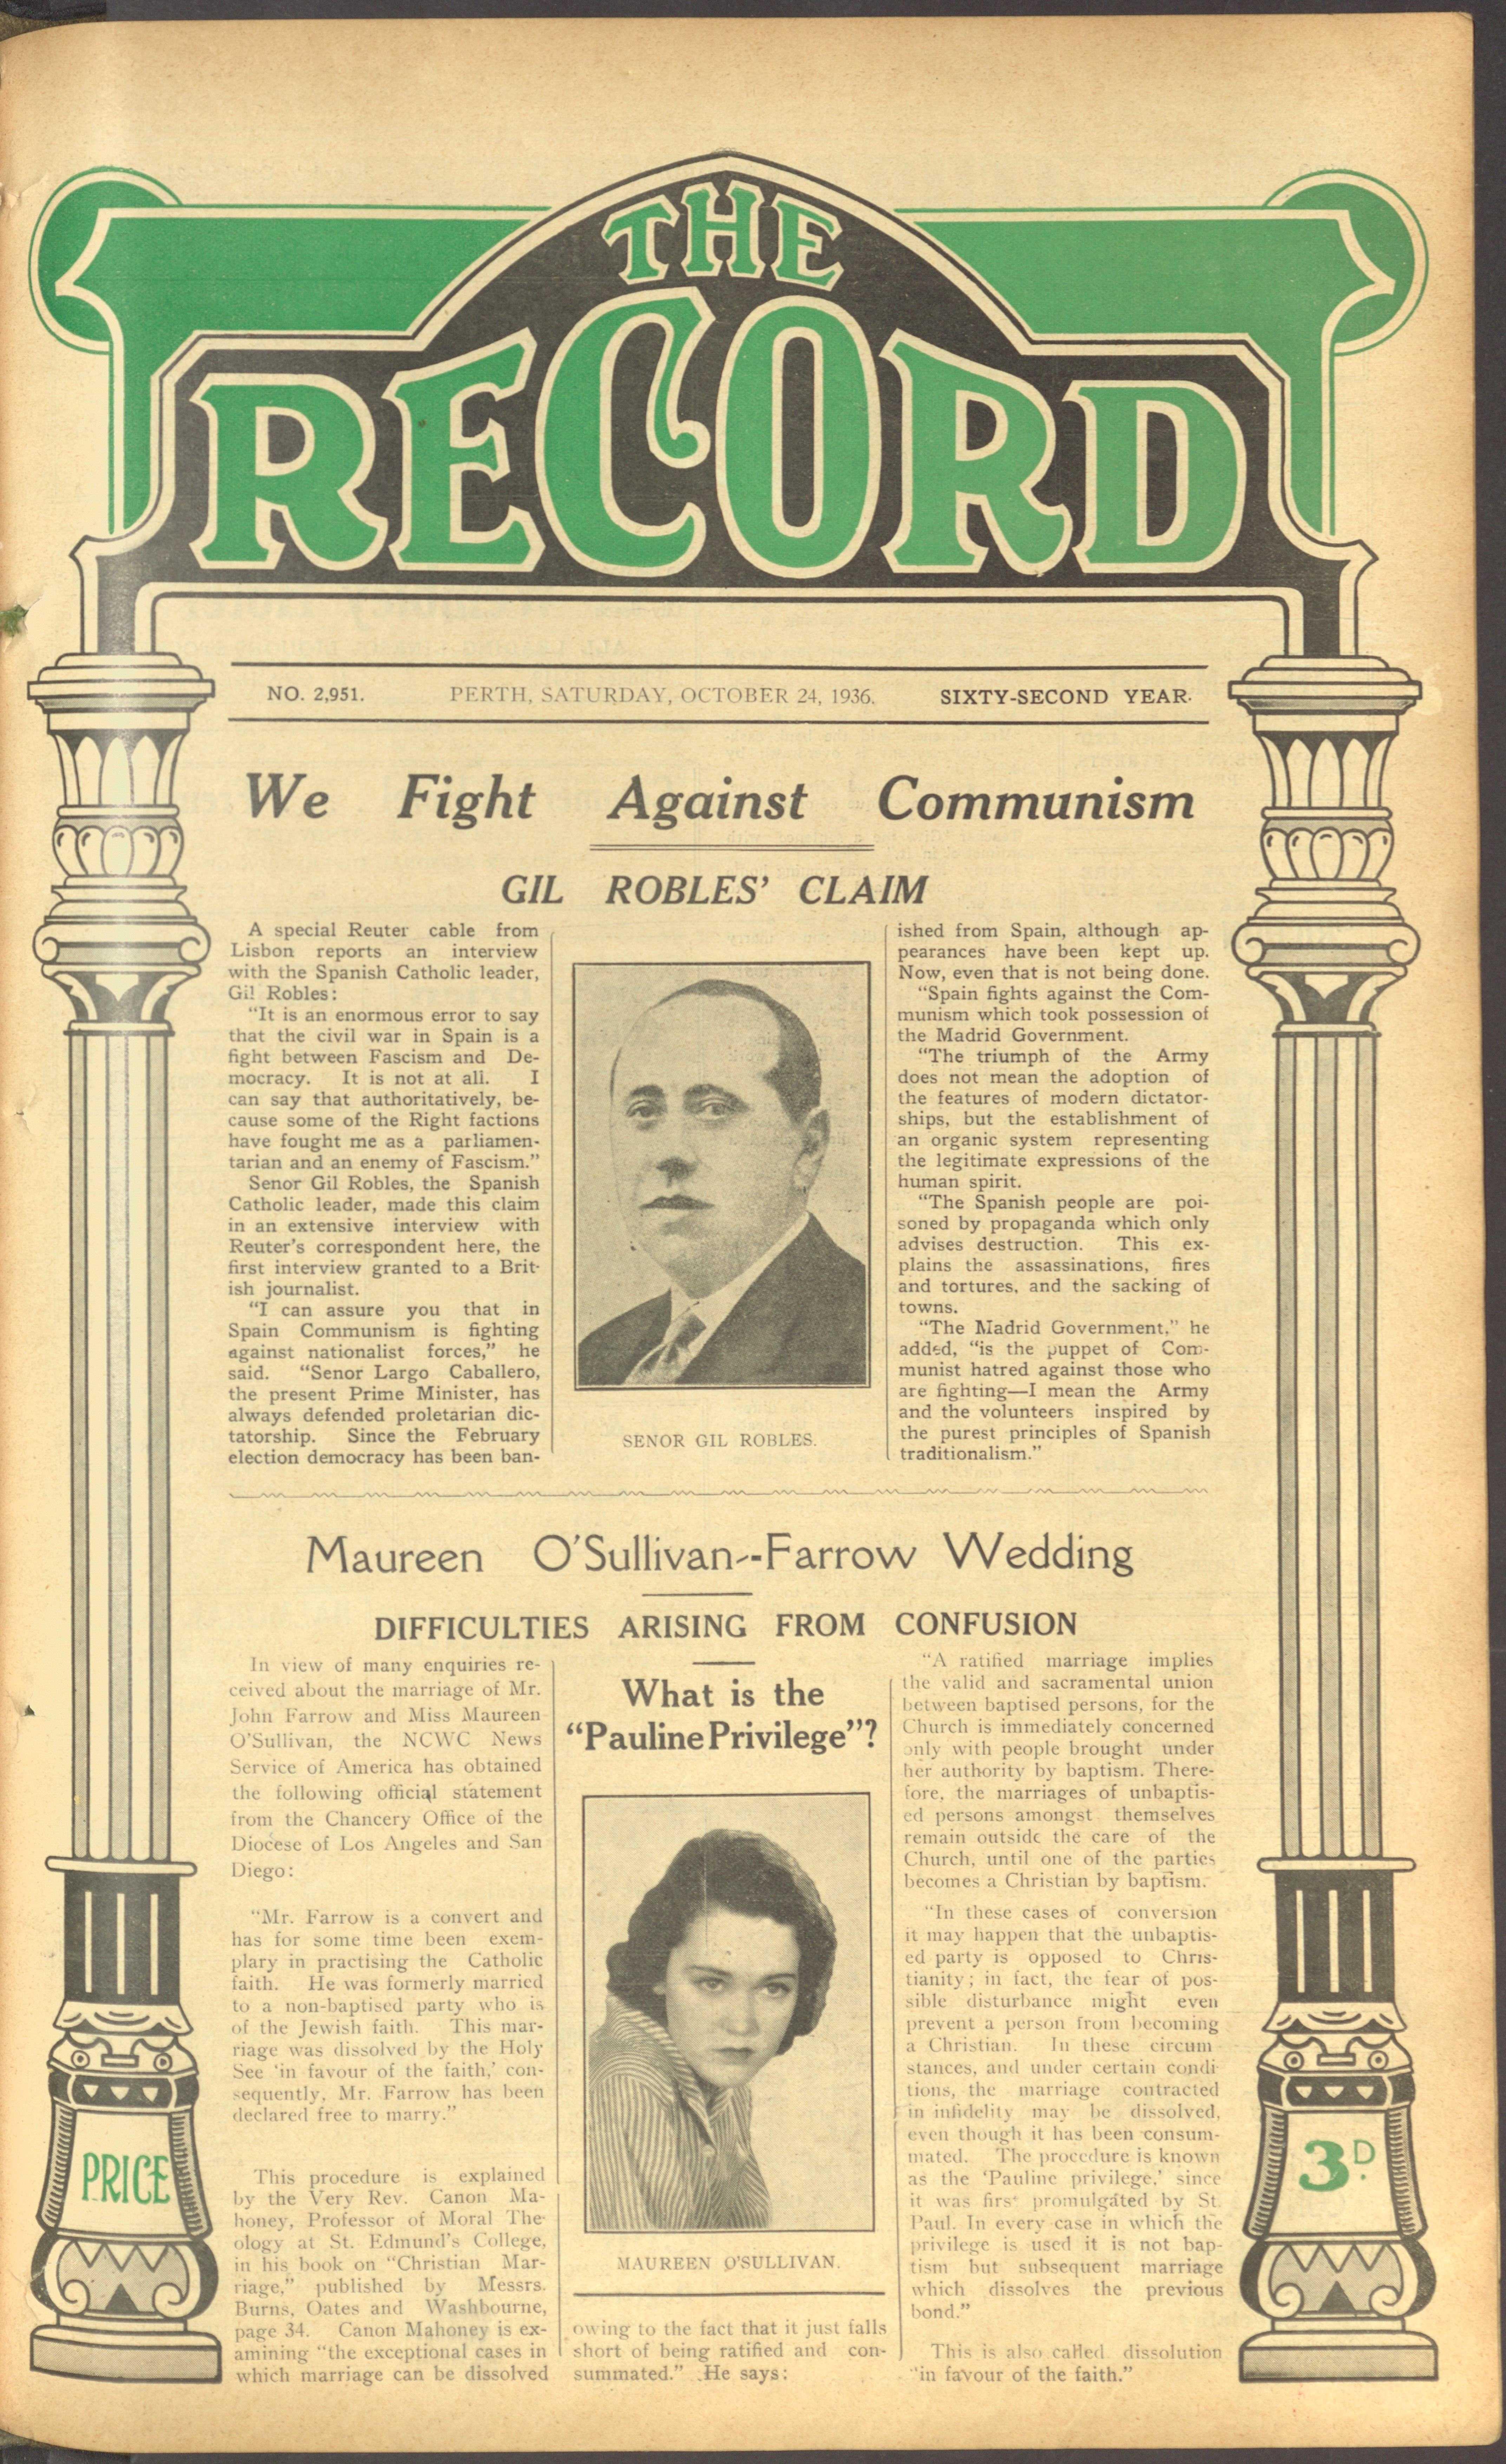 THE
RECORD
NO. 2,951. PERTH, SATURDAY, OCTOBER 24, 1936. SIXTY-SECOND YEAR.
We Fight Against Communism
GIL ROBLES' CLAIM
A special Reuter cable from
Lisbon reports an interview
with the Spanish Catholic leader,
Gil Robles:
"It is an enormous error to say
that the civil war in Spain is a
fight between Fascism and De-
mocracy. It is not at all. I
can say that authoritatively, be-
cause some of the Right factions
have fought me as a parliamen-
tarian and an enemy of Fascism."
Senor Gil Robles, the Spanish
Catholic leader, made this claim
in an extensive interview with
Reuter's correspondent here, the
first interview granted to a Brit-
ish journalist.
"I can assure you that in
Spain Communism is fighting
against nationalist forces," he
said. "Senor Largo Caballero,
the present Prime Minister, has
always defended proletarian dic-
tatorship. Since the February
election democracy has been ban-
SENOR GIL ROBLES.
ished from Spain, although ap-
pearances have been kept up.
Now, even that is not being done.
"Spain fights against the Com-
munism which took possession of
the Madrid Government.
"The triumph of the Army
does not mean the adoption of
the features of modern dictator-
ships, but the establishment of
an organic system representing
the legitimate expressions of the
human spirit.
"The Spanish people are poi-
soned by propaganda which only
advises destruction. This ex-
plains the assassinations, fires
and tortures, and the sacking of
towns.
"The Madrid Government," he
added, "is the puppet of Com-
munist hatred against those who
are fighting—I mean the Army
and the volunteers inspired by
the purest principles of Spanish
traditionalism."
Maureen O'Sullivan--Farrow Wedding
DIFFICULTIES ARISING FROM CONFUSION
In view of many enquiries re-
ceived about the marriage of Mr.
John Farrow and Miss Maureen
O'Sullivan, the NCWC News
Service of America has obtained
the following official statement
from the Chancery Office of the
Diocese of Los Angeles and San
Diego:
"Mr. Farrow is a convert and
has for some time been exem-
plary in practising the Catholic
faith. He was formerly married
to a non-baptised party who is
of the Jewish faith. This mar-
riage was dissolved by the Holy
See 'in favour of the faith,' con-
sequently, Mr. Farrow has been
declared free to marry."
This procedure is explained
by the Very Rev. Canon Ma-
honey, Professor of Moral The-
ology at St. Edmund's College,
in his book on "Christian Mar-
riage," published by Messrs.
Burns, Oates and Washbourne,
page 34. Canon Mahoney is ex-
amining "the exceptional cases in
which marriage can be dissolved
What is the
"Pauline Privilege"?
MAUREEN O'SULLIVAN.
owing to the fact that it just falls
short of being ratified and con-
summated." He says:
"A ratified marriage implies
the valid and sacramental union
between baptised persons, for the
Church is immediately concerned
only with people brought under
her authority by baptism. There-
fore, the marriages of unbaptis-
ed persons amongst themselves
remain outside the care of the
Church, until one of the parties
becomes a Christian by baptism.
"In these cases of conversion
it may happen that the unbaptis-
ed party is opposed to Chris-
tianity; in fact, the fear of pos-
sible disturbance might even
prevent a person from becoming
a Christian. In these circum-
stances, and under certain condi-
tions, the marriage contracted
in infidelity may be dissolved,
even though it has been consum-
mated. The procedure is known
as the 'Pauline privilege,' since
it was first promulgated by St.
Paul. In every case in which the
privilege is used it is not bap-
tism but subsequent marriage
which dissolves the previous
bond."
This is also called dissolution
"in favour of the faith."
PRICE
3D.